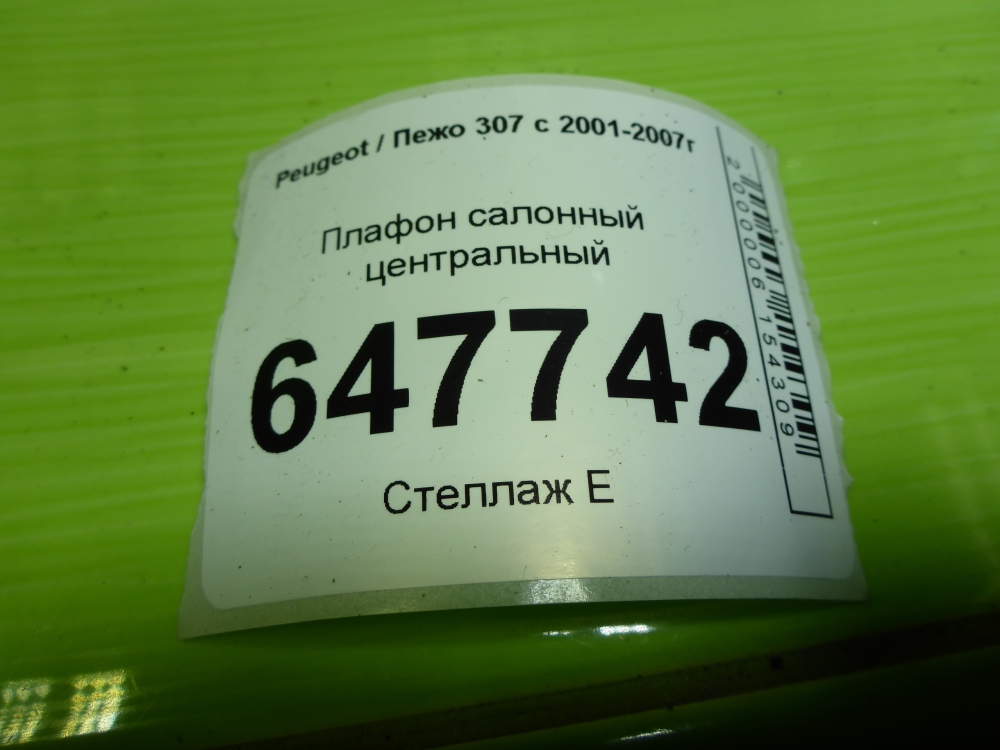 Peugeot / Пежо 307 с 2001-2007г
Плафон салонный
центральный
647742
Стеллаж Е
2000006154309